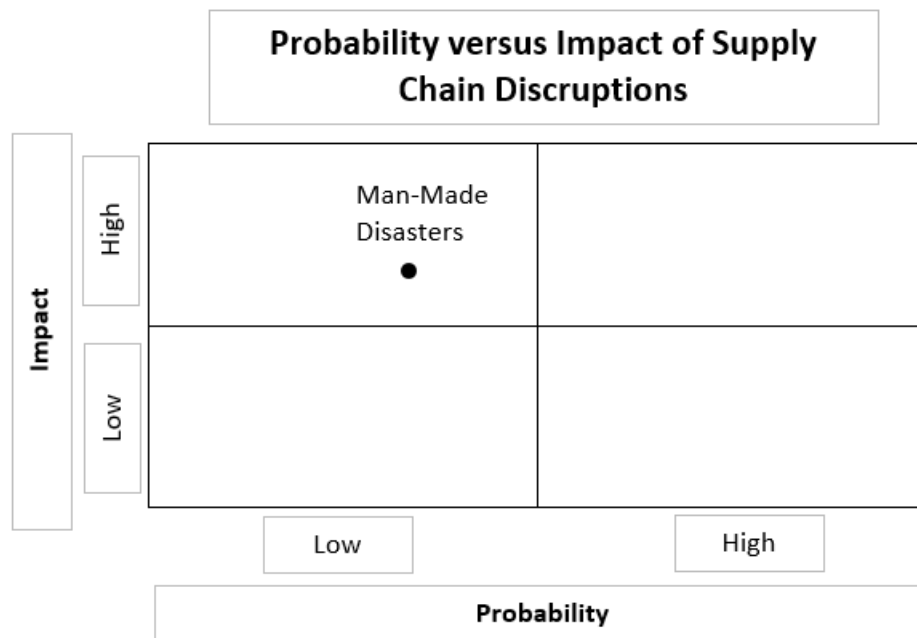 Probability versus Impact of Supply
Chain Discruptions
Impact
High
Low
Man-Made
Disasters
Low
High
Probability